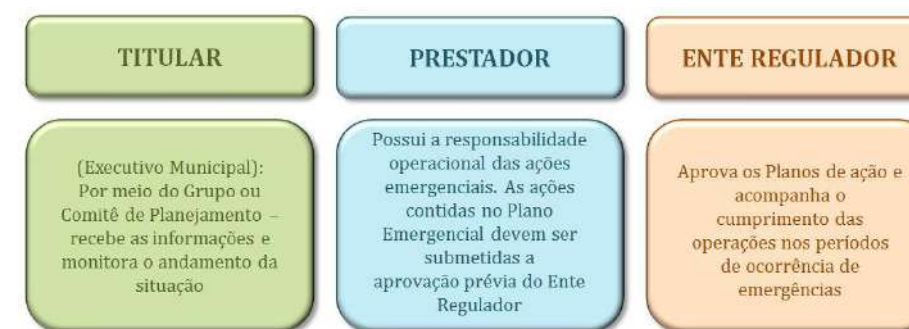 TITULAR
(Executivo Municipal):
Por meio do Grupo ou
Comitê de Planejamento –
recebe as informações e
monitora o andamento da
situação
PRESTADOR
Possui a responsabilidade
operacional das ações
emergenciais. As ações
contidas no Plano
Emergencial devem ser
submetidas a
aprovação prévia do Ente
Regulador
ENTE REGULADOR
Aprova os Planos de ação e
acompanha o
cumprimento das
operações nos períodos
de ocorrência de
emergências